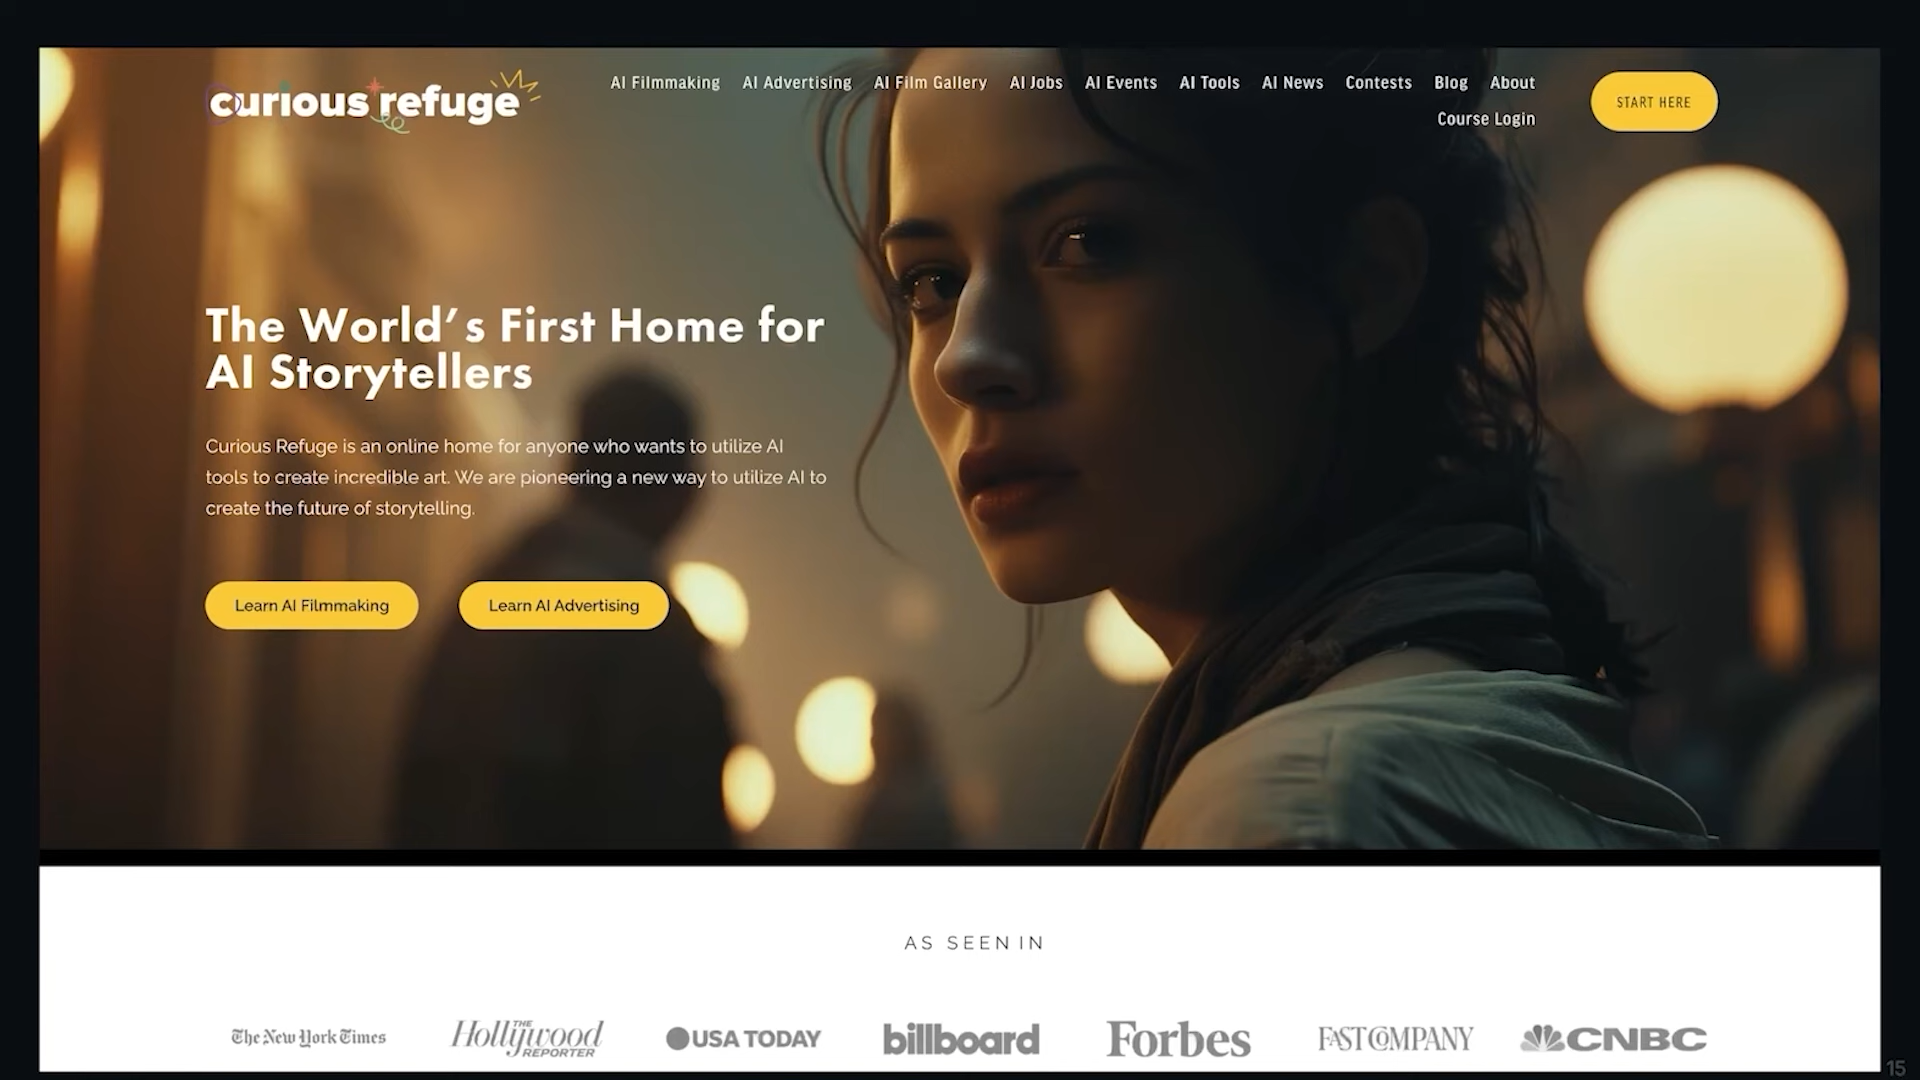 curious refuge
AI Filmmaking AI Advertising AI Film Gallery AI Jobs AI Events AI Tools AI News Contests Blog About
Course Login
START HERE
The World's First Home for
AI Storytellers
Curious Refuge is an online home for anyone who wants to utilize AI
tools to create incredible art. We are pioneering a new way to utilize AI to
create the future of storytelling.
Learn AI Filmmaking Learn AI Advertising
AS SEEN IN
The New York Times THE Hollywood REPORTER USA TODAY billboard Forbes FAST COMPANY CNBC
15